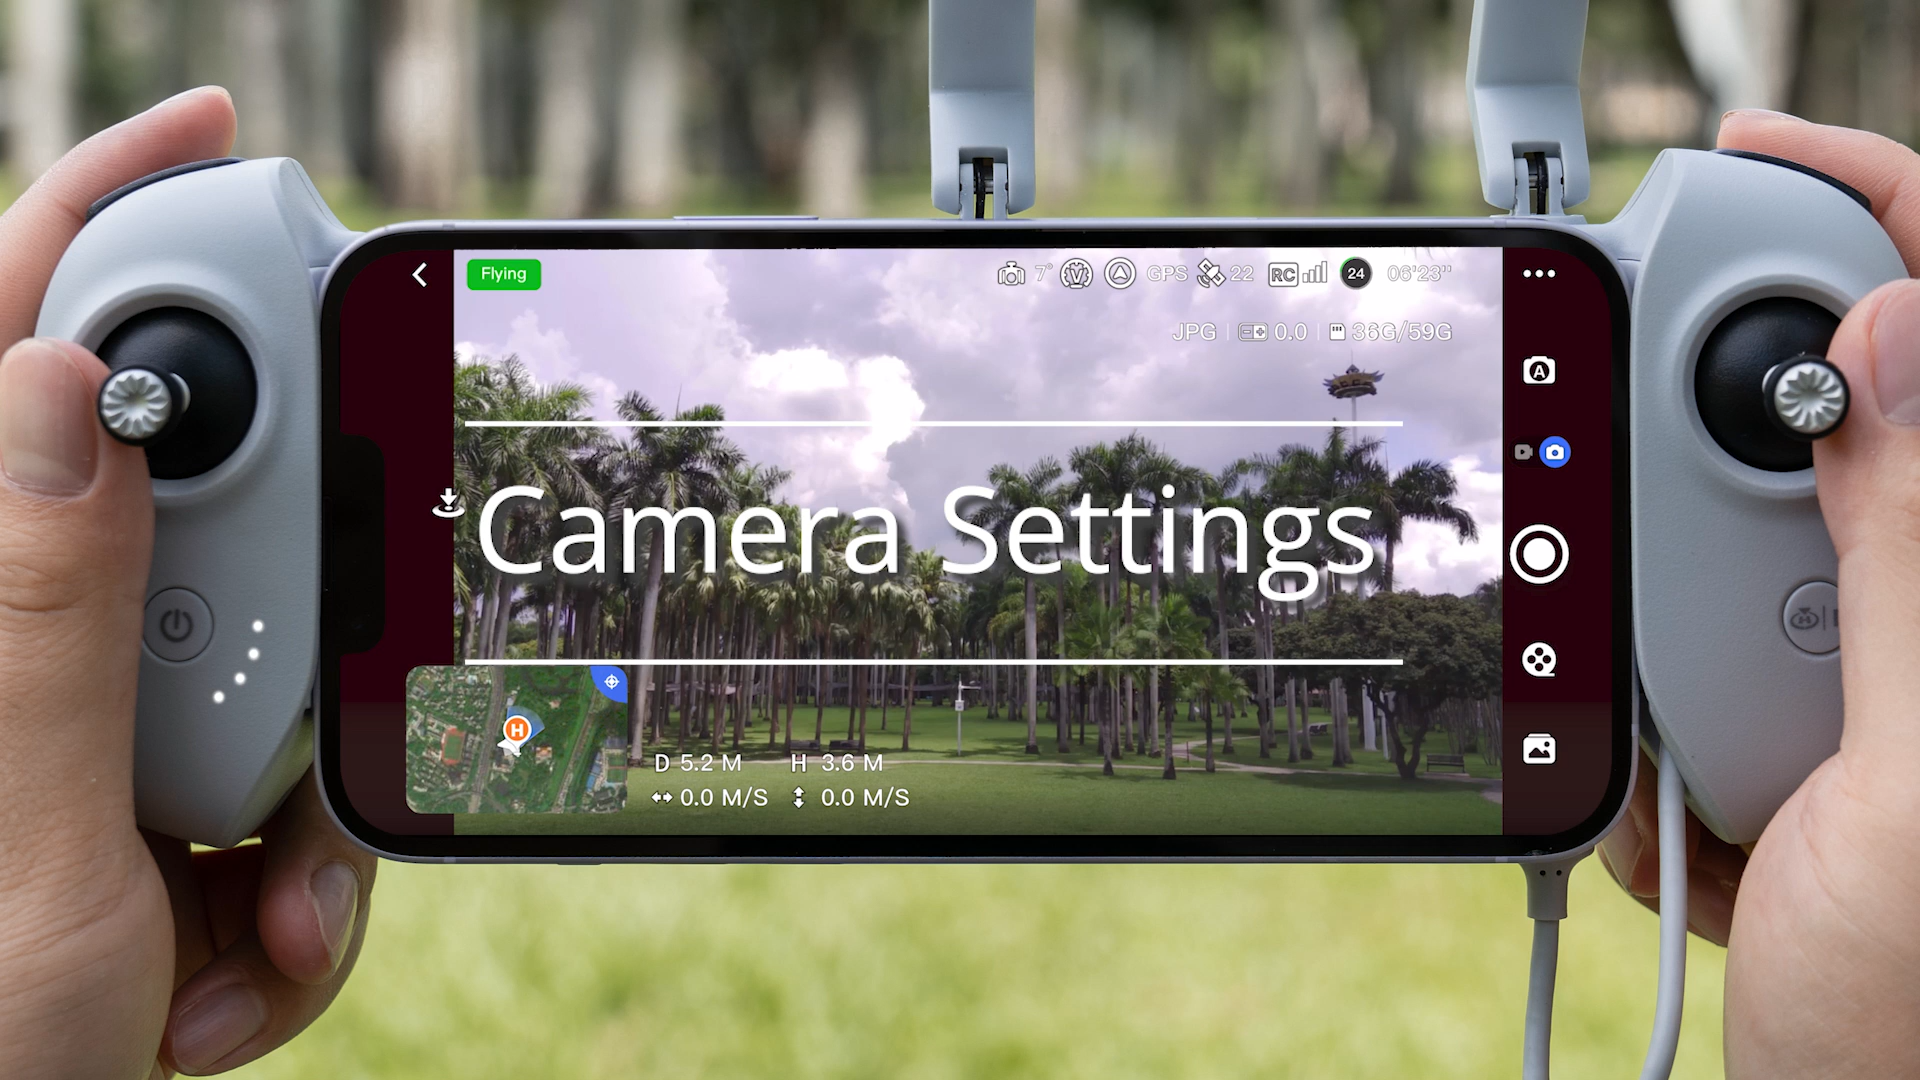 Flying
7° V GPS 22 RC 24 06'23"
JPG | 0.0 | 36G/59G
A
Camera Settings
H
D 5.2 M H 3.6 M
0.0 M/S 0.0 M/S